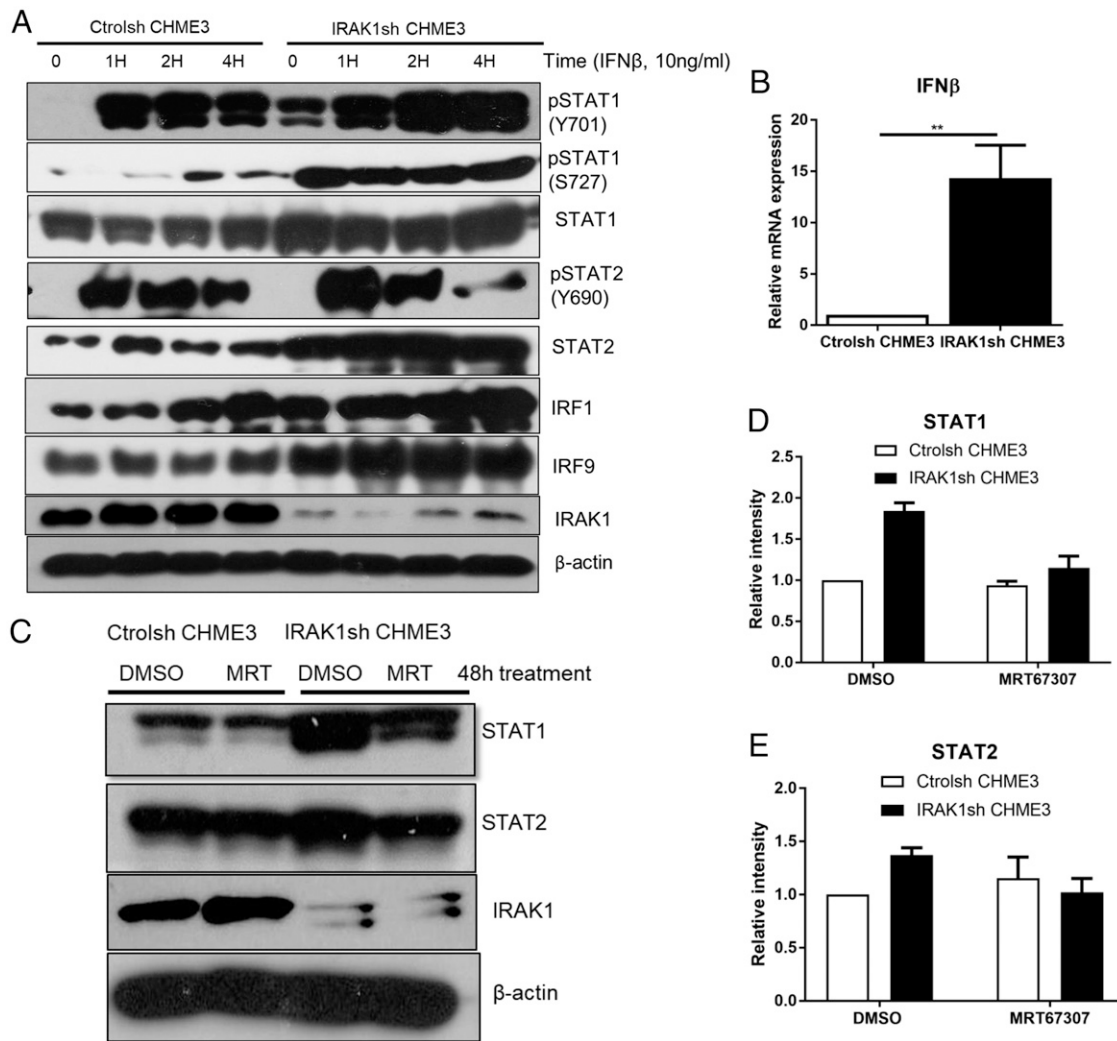 A
Ctrolsh CHME3 IRAK1sh CHME3
0 1H 2H 4H 0 1H 2H 4H Time (IFNβ, 10ng/ml)
pSTAT1
(Y701)
pSTAT1
(S727)
STAT1
pSTAT2
(Y690)
STAT2
IRF1
IRF9
IRAK1
β-actin
B
IFNβ
**
Relative mRNA expression
20
15
10
5
0
Ctrolsh CHME3 IRAK1sh CHME3
C
Ctrolsh CHME3 IRAK1sh CHME3
DMSO MRT DMSO MRT 48h treatment
STAT1
STAT2
IRAK1
β-actin
D
STAT1
Ctrolsh CHME3
IRAK1sh CHME3
Relative intensity
2.5
2.0
1.5
1.0
0.5
0.0
DMSO MRT67307
E
STAT2
Ctrolsh CHME3
IRAK1sh CHME3
Relative intensity
2.0
1.5
1.0
0.5
0.0
DMSO MRT67307